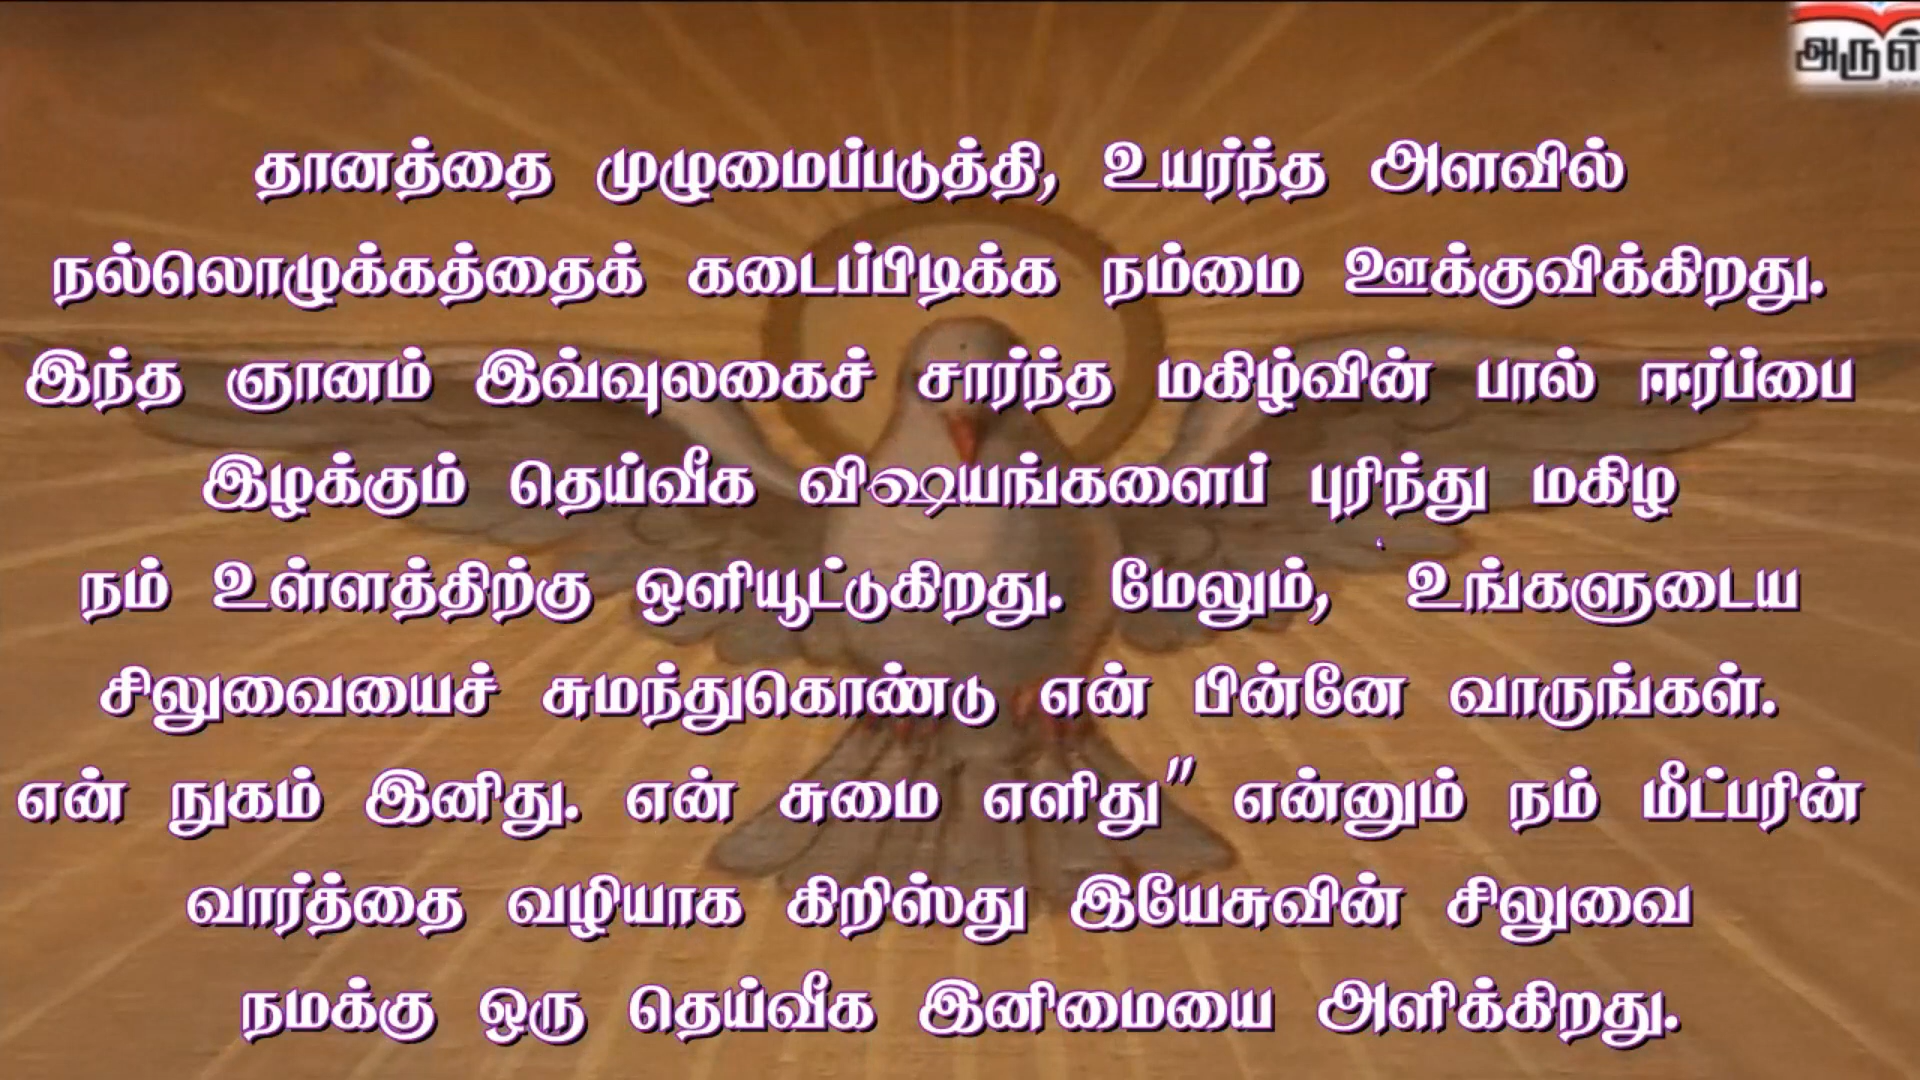 அருள்
தானத்தை முழுமைப்படுத்தி, உயர்ந்த அளவில்
நல்லொழுக்கத்தைக் கடைப்பிடிக்க நம்மை ஊக்குவிக்கிறது.
இந்த ஞானம் இவ்வுலகைச் சார்ந்த மகிழ்வின் பால் ஈர்ப்பை
இழக்கும் தெய்வீக விஷயங்களைப் புரிந்து மகிழ
நம் உள்ளத்திற்கு ஒளியூட்டுகிறது. மேலும், உங்களுடைய
சிலுவையைச் சுமந்துகொண்டு என் பின்னே வாருங்கள்.
என் நுகம் இனிது. என் சுமை எளிது" என்னும் நம் மீட்பரின்
வார்த்தை வழியாக கிறிஸ்து இயேசுவின் சிலுவை
நமக்கு ஒரு தெய்வீக இனிமையை அளிக்கிறது.